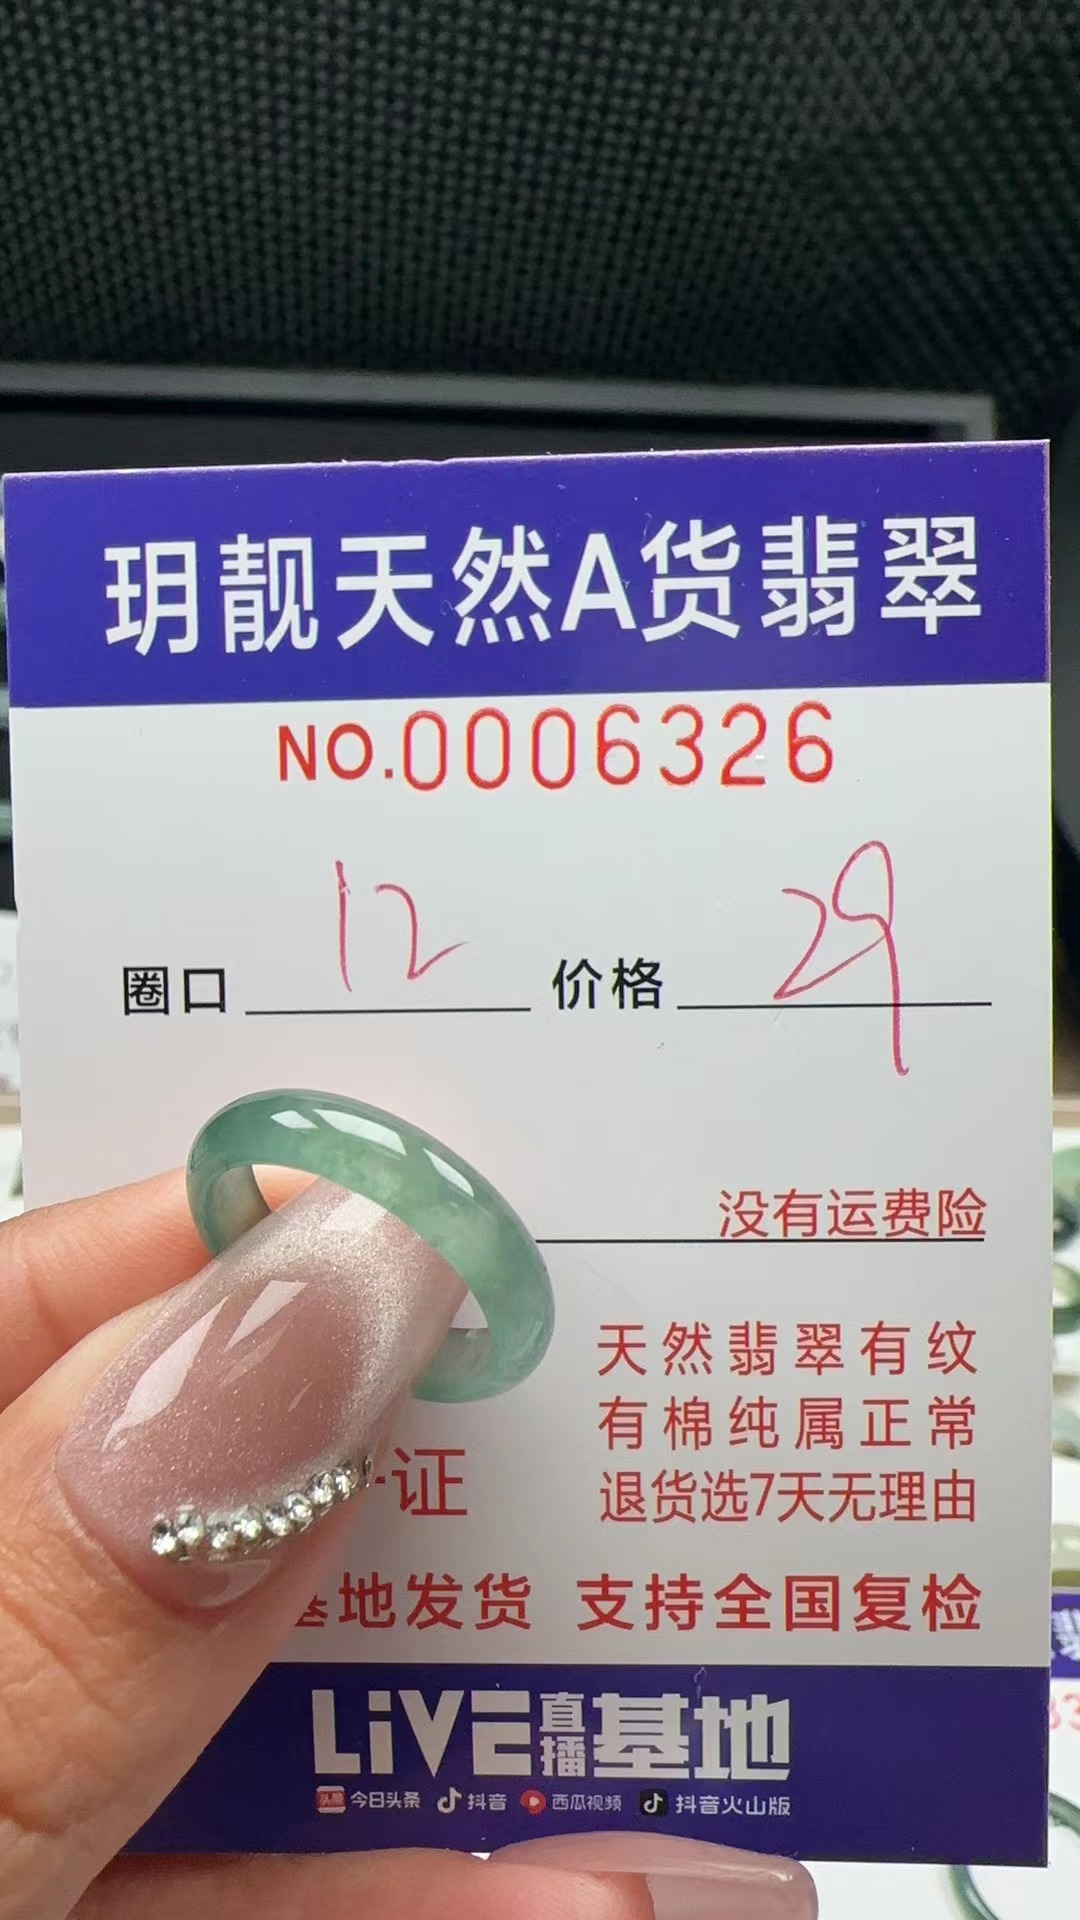 玥靓天然A货翡翠
NO.0006326
圈口 12 价格 29
没有运费险
天然翡翠有纹
有棉纯属正常
证 退货选7天无理由
地发货 支持全国复检
LiVE直播基地
头条 今日头条 抖音 西瓜视频 抖音火山版